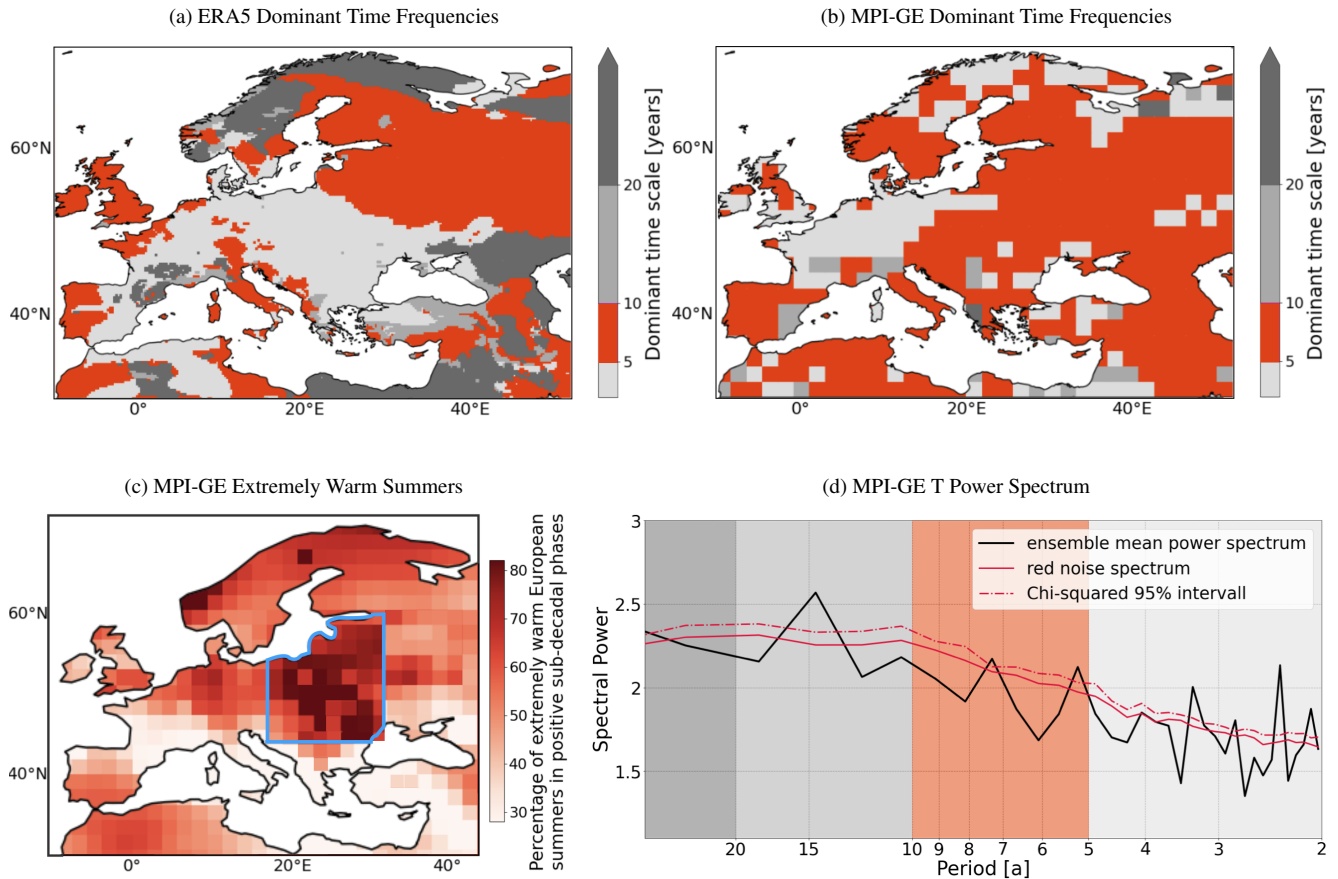 (a) ERA5 Dominant Time Frequencies
60°N
40°N
0°
20°E
40°E
20
10
5
Dominant time scale [years]
(b) MPI-GE Dominant Time Frequencies
60°N
40°N
0°
20°E
40°E
20
10
5
Dominant time scale [years]
(c) MPI-GE Extremely Warm Summers
60°N
40°N
0°
20°E
40°E
80
70
60
50
40
30
Percentage of extremely warm European
summers in positive sub-decadal phases
(d) MPI-GE T Power Spectrum
3
2.5
2
1.5
Spectral Power
ensemble mean power spectrum
red noise spectrum
Chi-squared 95% intervall
20 15 10 9 8 7 6 5 4 3 2
Period [a]